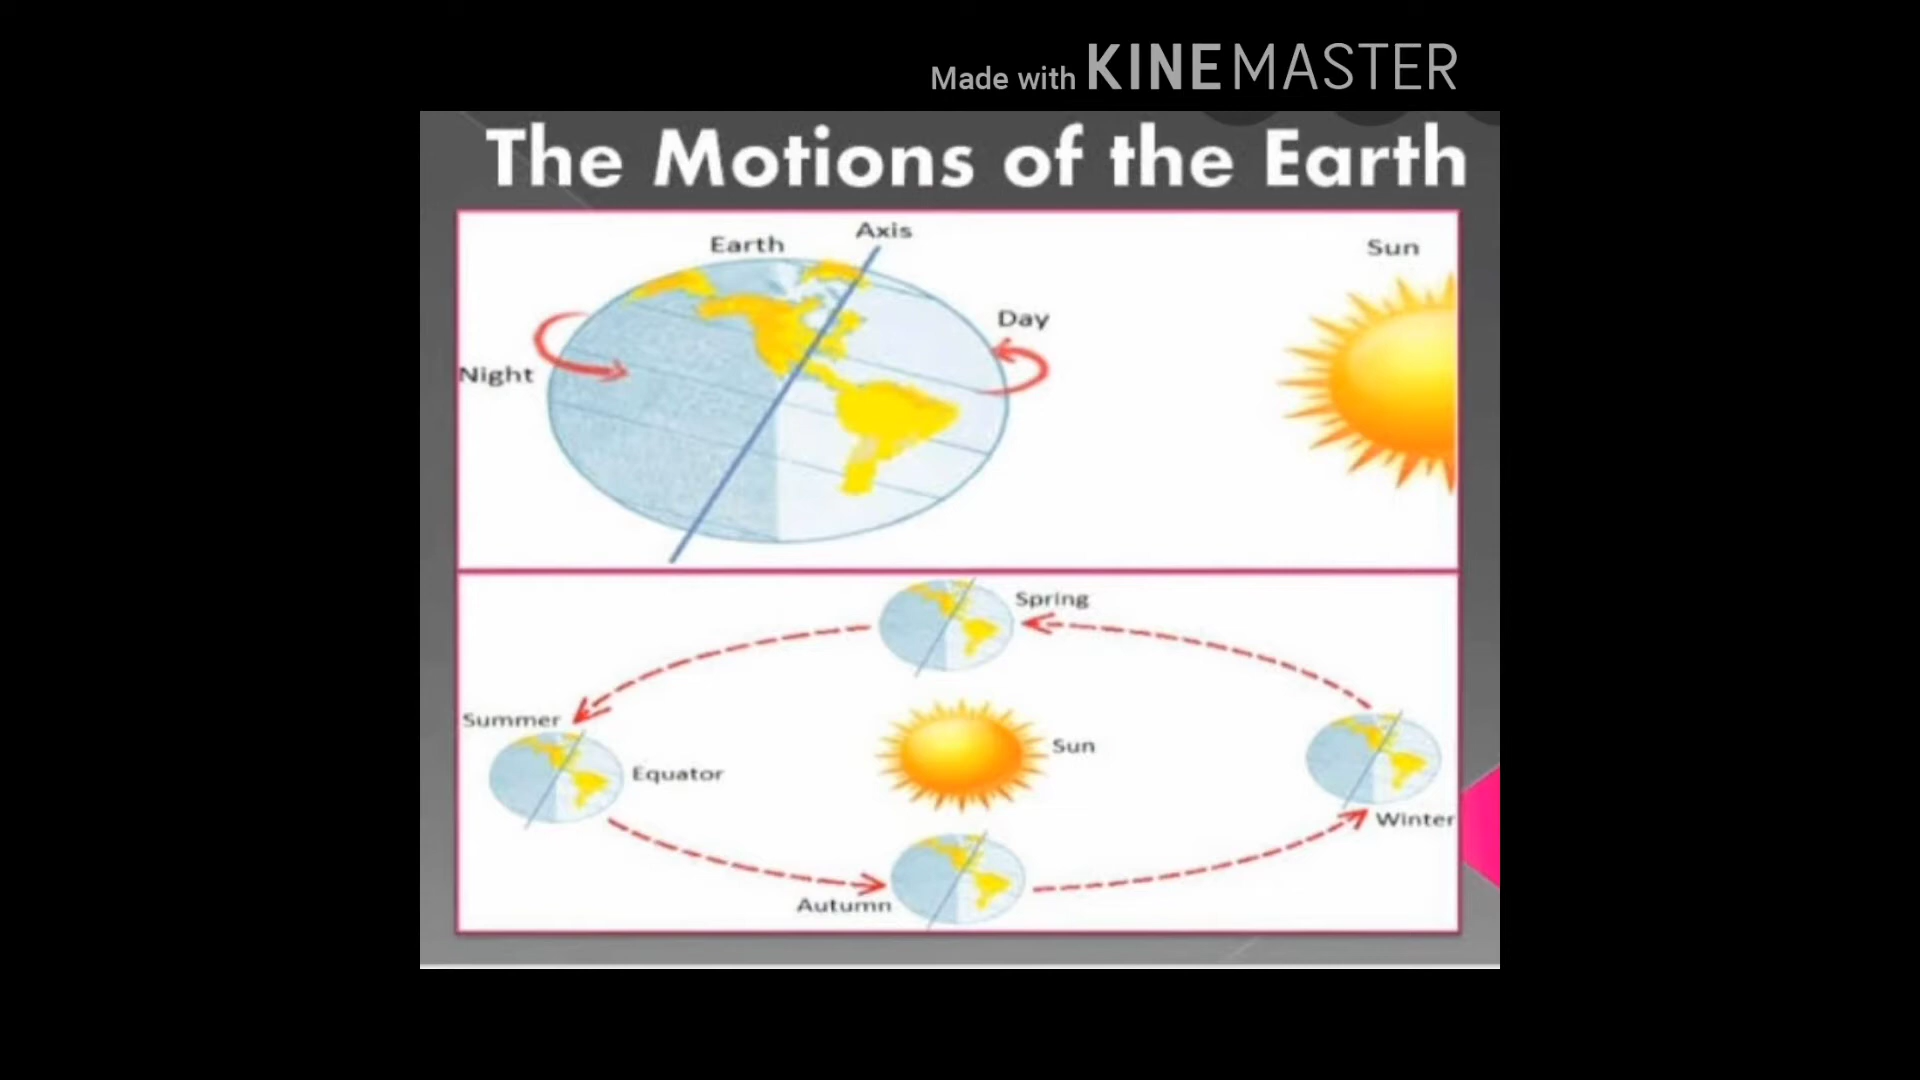 Made with KINEMASTER
The Motions of the Earth
Axis
Earth
Sun
Day
Night
Spring
Summer
Sun
Equator
Winter
Autumn